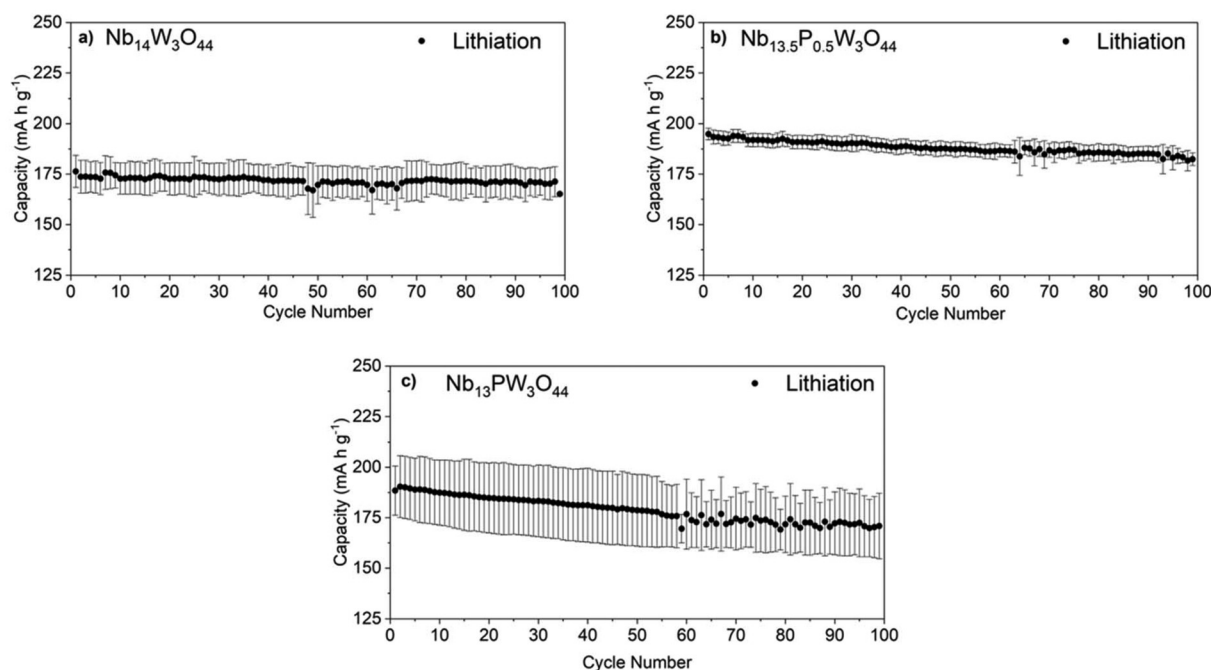 a) Nb₁₄W₃O₄₄ • Lithiation
250
225
200
175
150
125
Capacity (mA h g⁻¹)
0 10 20 30 40 50 60 70 80 90 100
Cycle Number
b) Nb₁₃.₅P₀.₅W₃O₄₄ • Lithiation
250
225
200
175
150
125
Capacity (mA h g⁻¹)
0 10 20 30 40 50 60 70 80 90 100
Cycle Number
c) Nb₁₃PW₃O₄₄ • Lithiation
250
225
200
175
150
125
Capacity (mA h g⁻¹)
0 10 20 30 40 50 60 70 80 90 100
Cycle Number